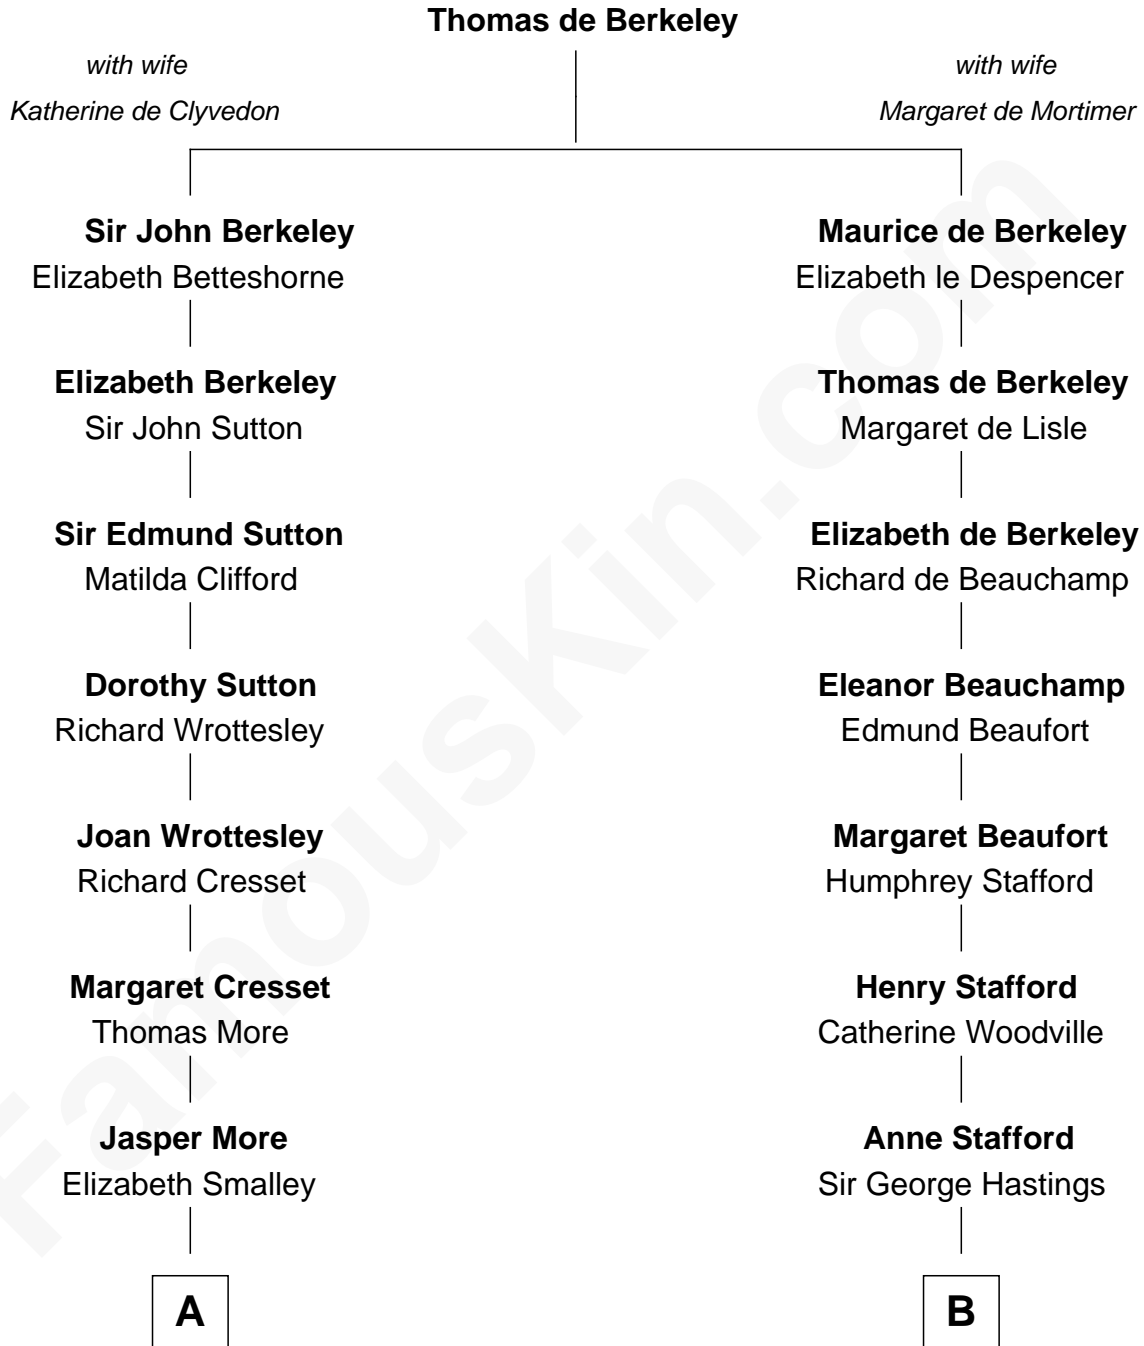 Thomas de Berkeley
with wife
Katherine de Clyvedon
with wife
Margaret de Mortimer
Sir John Berkeley
Elizabeth Betteshorne
Maurice de Berkeley
Elizabeth le Despencer
Elizabeth Berkeley
Sir John Sutton
Thomas de Berkeley
Margaret de Lisle
Sir Edmund Sutton
Matilda Clifford
Elizabeth de Berkeley
Richard de Beauchamp
Dorothy Sutton
Richard Wrottesley
Eleanor Beauchamp
Edmund Beaufort
Joan Wrottesley
Richard Cresset
Margaret Beaufort
Humphrey Stafford
Margaret Cresset
Thomas More
Henry Stafford
Catherine Woodville
Jasper More
Elizabeth Smalley
Anne Stafford
Sir George Hastings
A
B
FamousKin.com